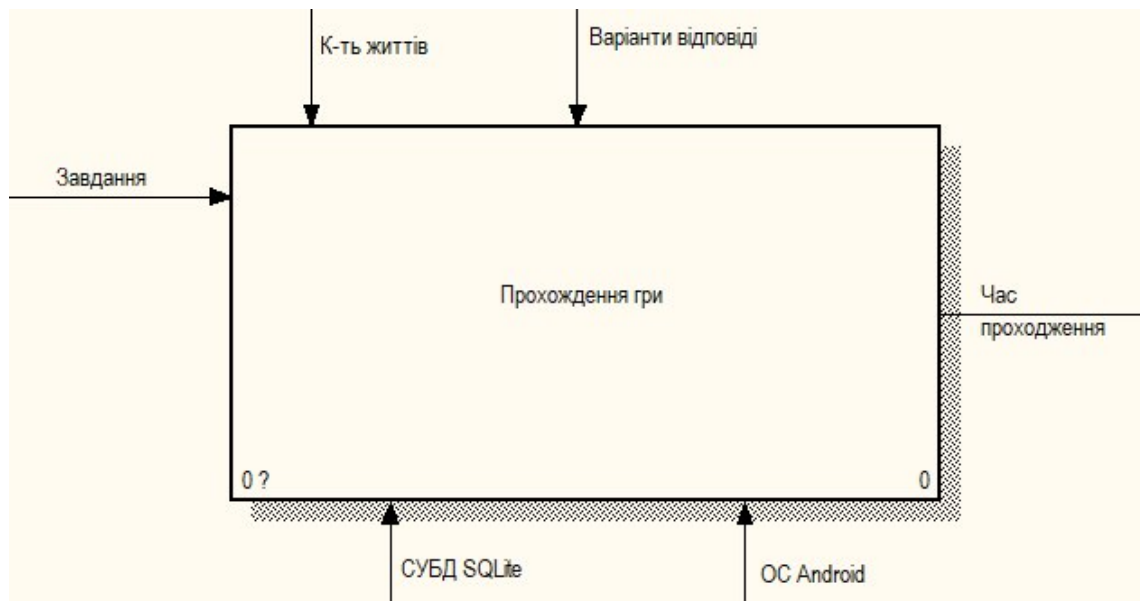 К-ть життів
Варіанти відповіді
Завдання
Прохождення гри
Час
проходження
0 ?
0
СУБД SQLite
ОС Android